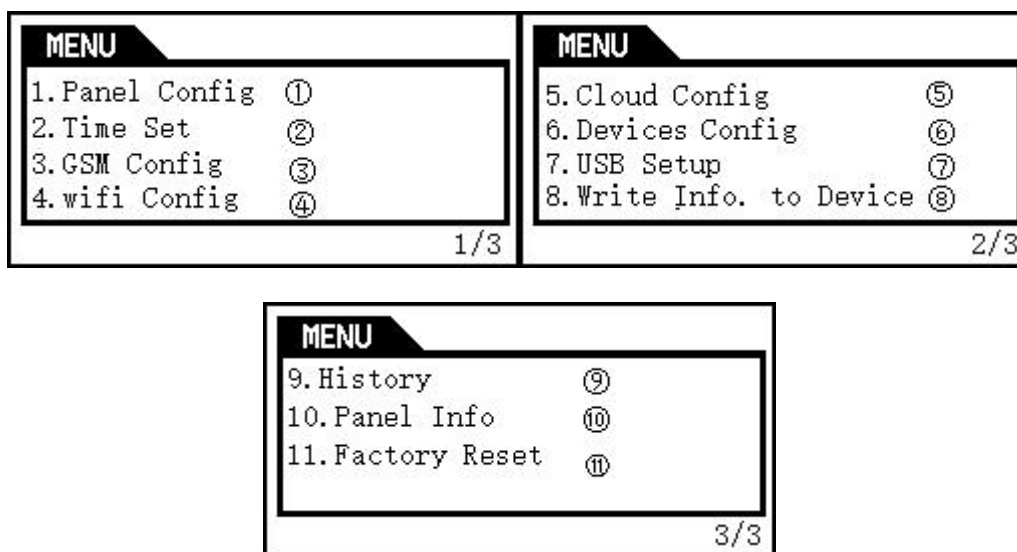 MENU
1.Panel Config ①
2.Time Set ②
3.GSM Config ③
4.wifi Config ④
1/3
MENU
5.Cloud Config ⑤
6.Devices Config ⑥
7.USB Setup ⑦
8.Write Info. to Device ⑧
2/3
MENU
9.History ⑨
10.Panel Info ⑩
11.Factory Reset ⑪
3/3